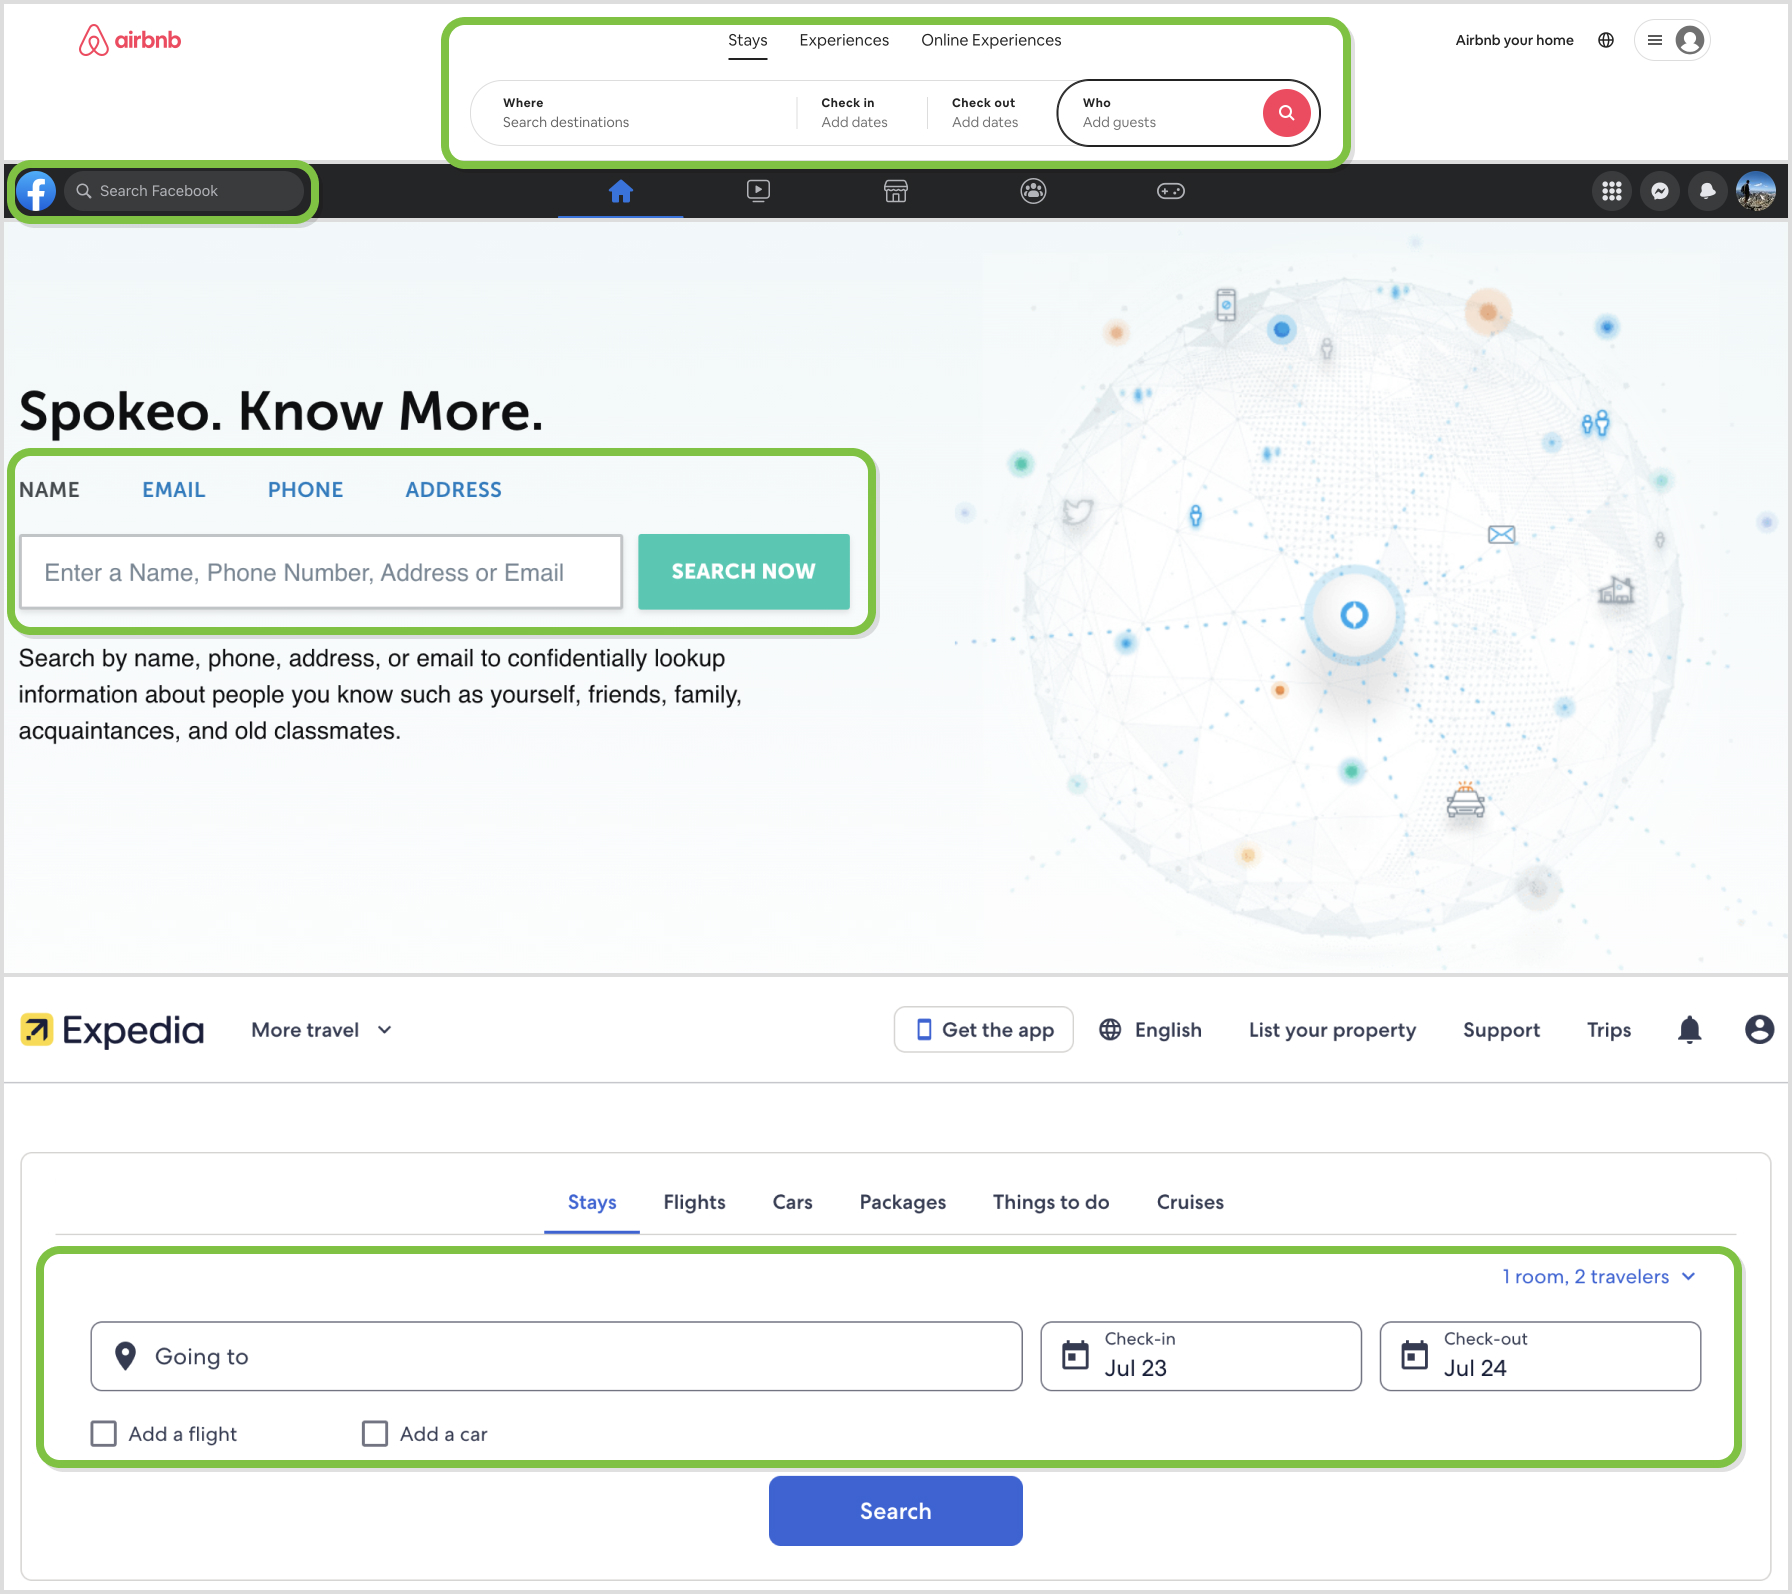 airbnb
Stays Experiences Online Experiences
Airbnb your home
Where Check in Check out Who
Search destinations Add dates Add dates Add guests
Search Facebook
Spokeo. Know More.
NAME EMAIL PHONE ADDRESS
Enter a Name, Phone Number, Address or Email SEARCH NOW
Search by name, phone, address, or email to confidentially lookup
information about people you know such as yourself, friends, family,
acquaintances, and old classmates.
Expedia More travel Get the app English List your property Support Trips
Stays Flights Cars Packages Things to do Cruises
1 room, 2 travelers
Going to
Check-in Check-out
Jul 23 Jul 24
Add a flight Add a car
Search